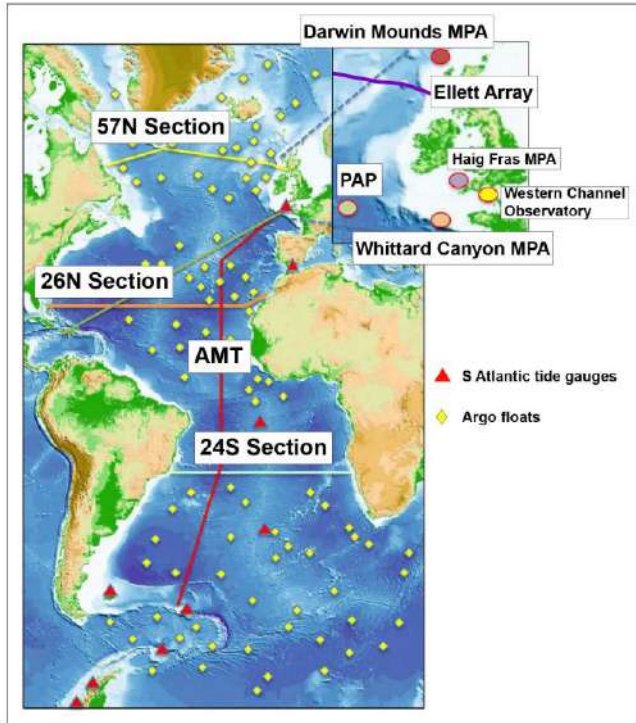 Darwin Mounds MPA
Ellett Array
57N Section
Haig Fras MPA
PAP
Western Channel
Observatory
Whittard Canyon MPA
26N Section
AMT
S Atlantic tide gauges
Argo floats
24S Section